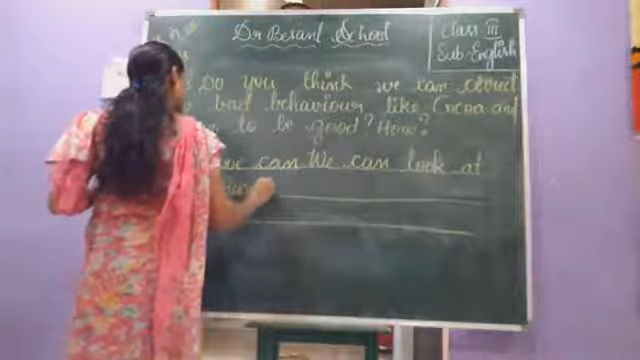 Dr Besant School
Class III
Sub-English
Do you think we can
bad behaviour like Cocoa and
to be good? How?
we can We can look at